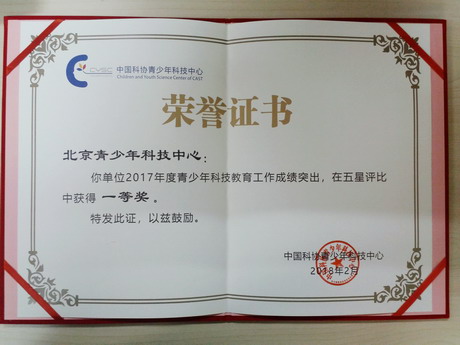 CYSC 中国科协青少年科技中心
Children and Youth Science Center of CAST
荣誉证书
北京青少年科技中心：
你单位2017年度青少年科技教育工作成绩突出，在五星评比
中获得 一等奖 。
特发此证，以兹鼓励。
中国科协青少年科技中心
2018年2月